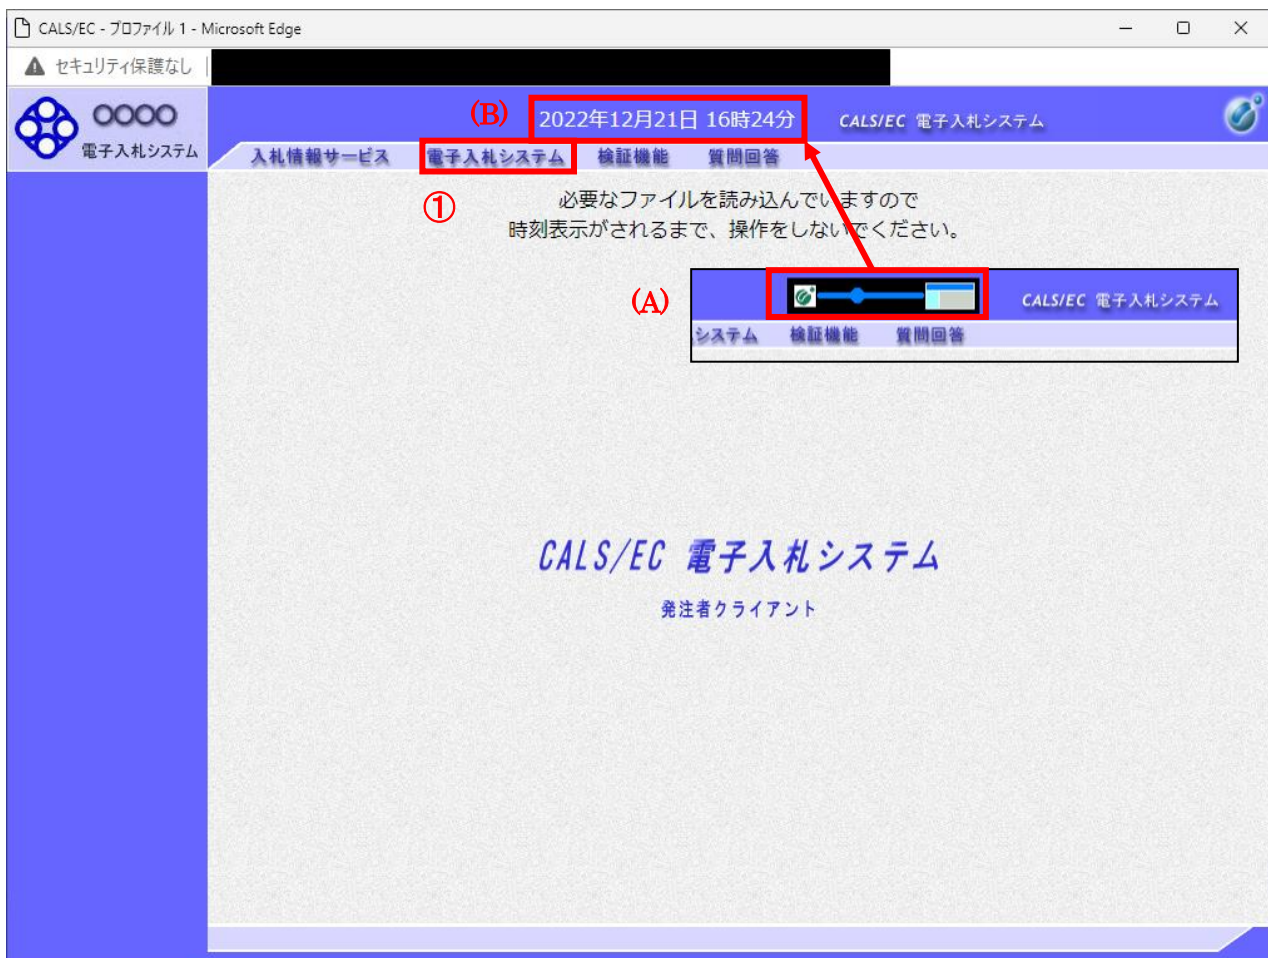 CALS/EC - プロファイル 1 - Microsoft Edge
セキュリティ保護なし
○○○○
電子入札システム
(B)
2022年12月21日 16時24分
CALS/EC 電子入札システム
入札情報サービス 電子入札システム 検証機能 質問回答
①
必要なファイルを読み込んでいますので
時刻表示がされるまで、操作をしないでください。
(A)
CALS/EC 電子入札システム
システム 検証機能 質問回答
CALS/EC 電子入札システム
発注者クライアント